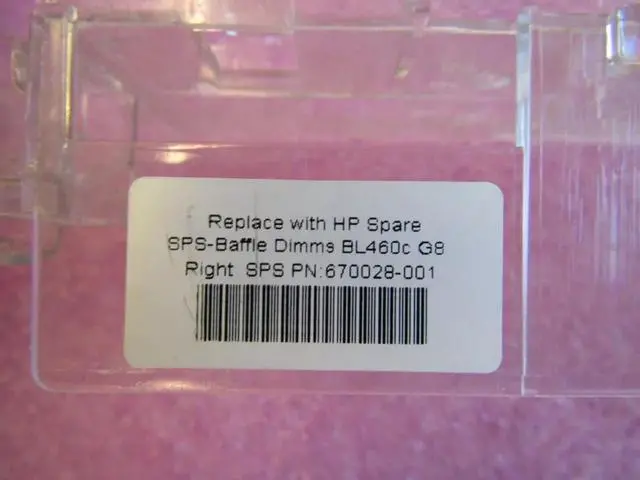 Replace with HP Spare
SPS-Baffle Dimms BL460c G8
Right SPS PN:670028-001